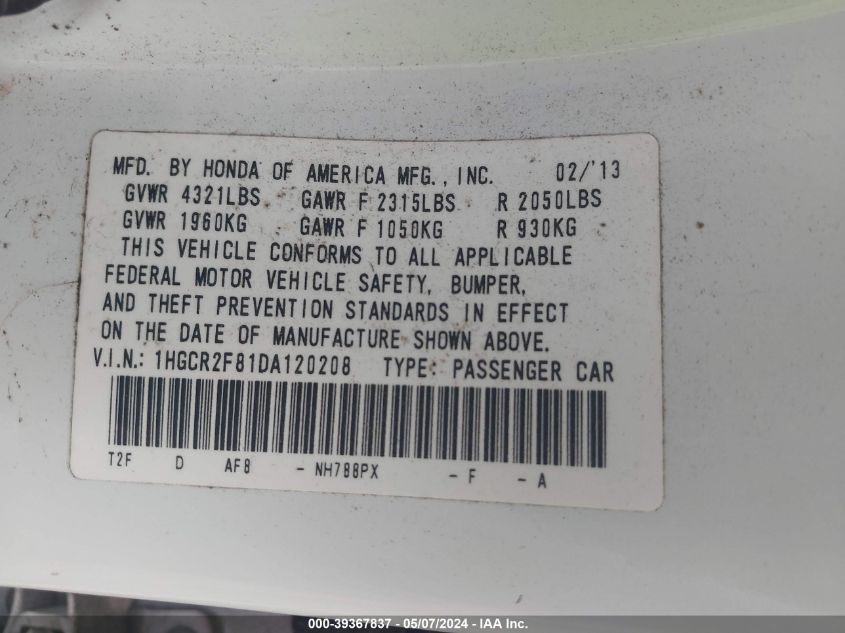 MFD. BY HONDA OF AMERICA MFG., INC. 02/'13
GVWR 4321LBS GAWR F 2315LBS R 2050LBS
GVWR 1960KG GAWR F 1050KG R 930KG
THIS VEHICLE CONFORMS TO ALL APPLICABLE
FEDERAL MOTOR VEHICLE SAFETY, BUMPER,
AND THEFT PREVENTION STANDARDS IN EFFECT
ON THE DATE OF MANUFACTURE SHOWN ABOVE.
V.I.N.: 1HGCR2F81DA120208 TYPE: PASSENGER CAR
T2F D AF8 - NH788PX - F - A
000-39367837 - 05/07/2024 - IAA Inc.